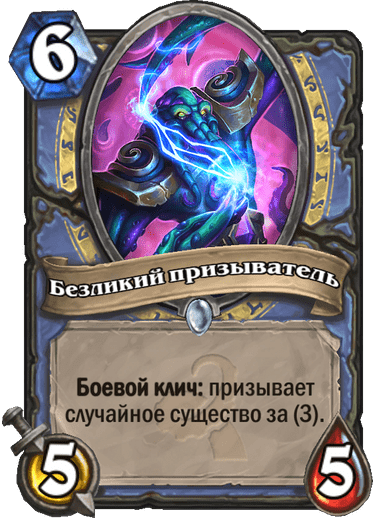 6
Безликий призыватель
Боевой клич: призывает
случайное существо за (3).
5
5